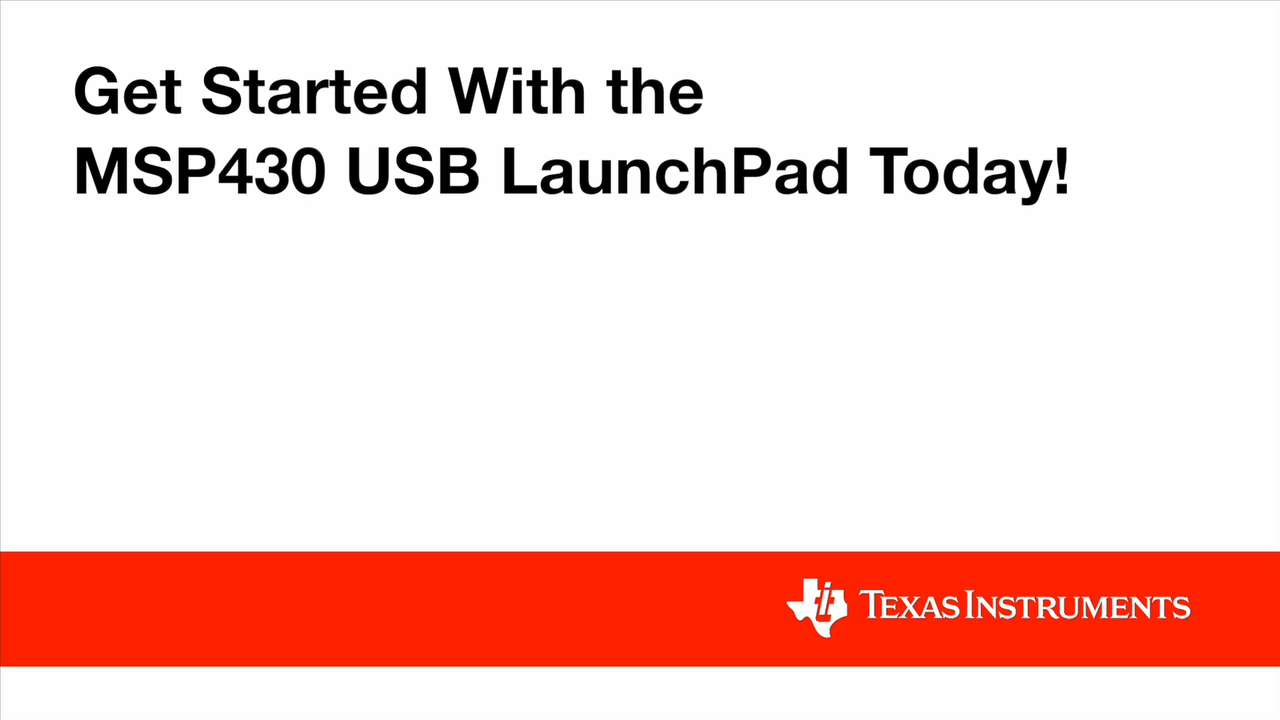 Get Started With the
MSP430 USB LaunchPad Today!
TEXAS INSTRUMENTS